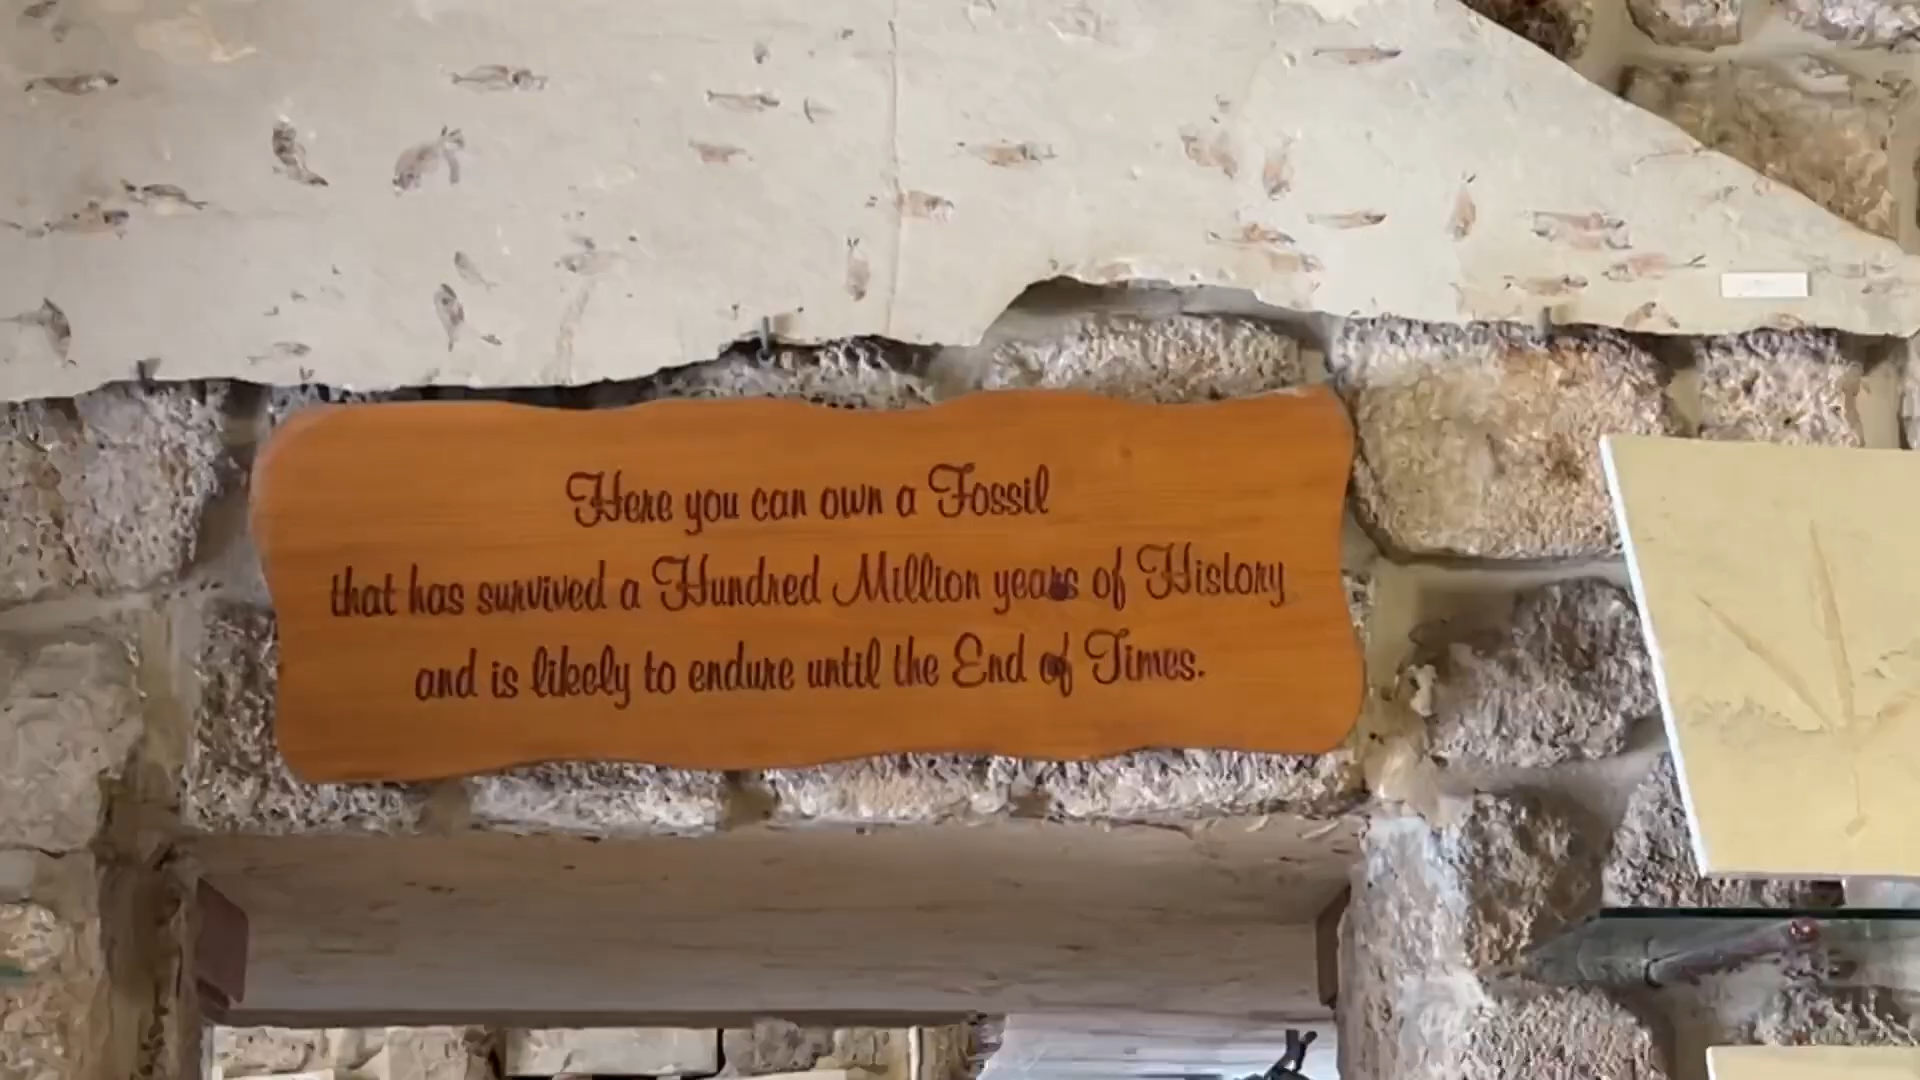 Here you can own a Fossil
that has survived a Hundred Million years of History
and is likely to endure until the End of Times.